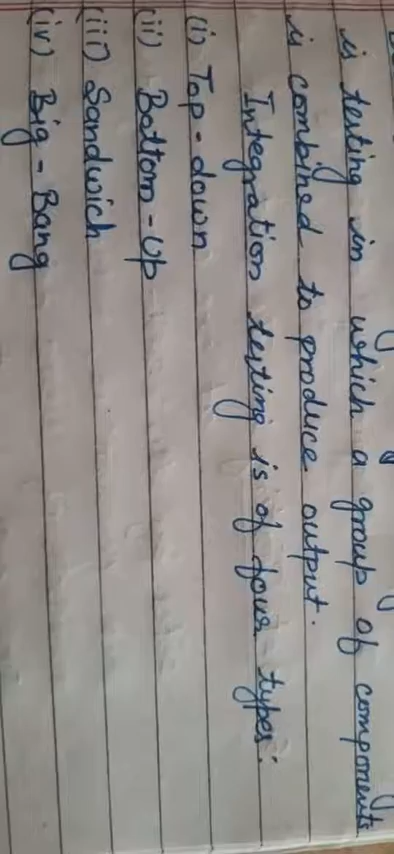 is testing in which a group of components
is combined to produce output.
Integration testing is of four types:
(i) Top-down
(ii) Bottom-Up
(iii) Sandwich
(iv) Big-Bang